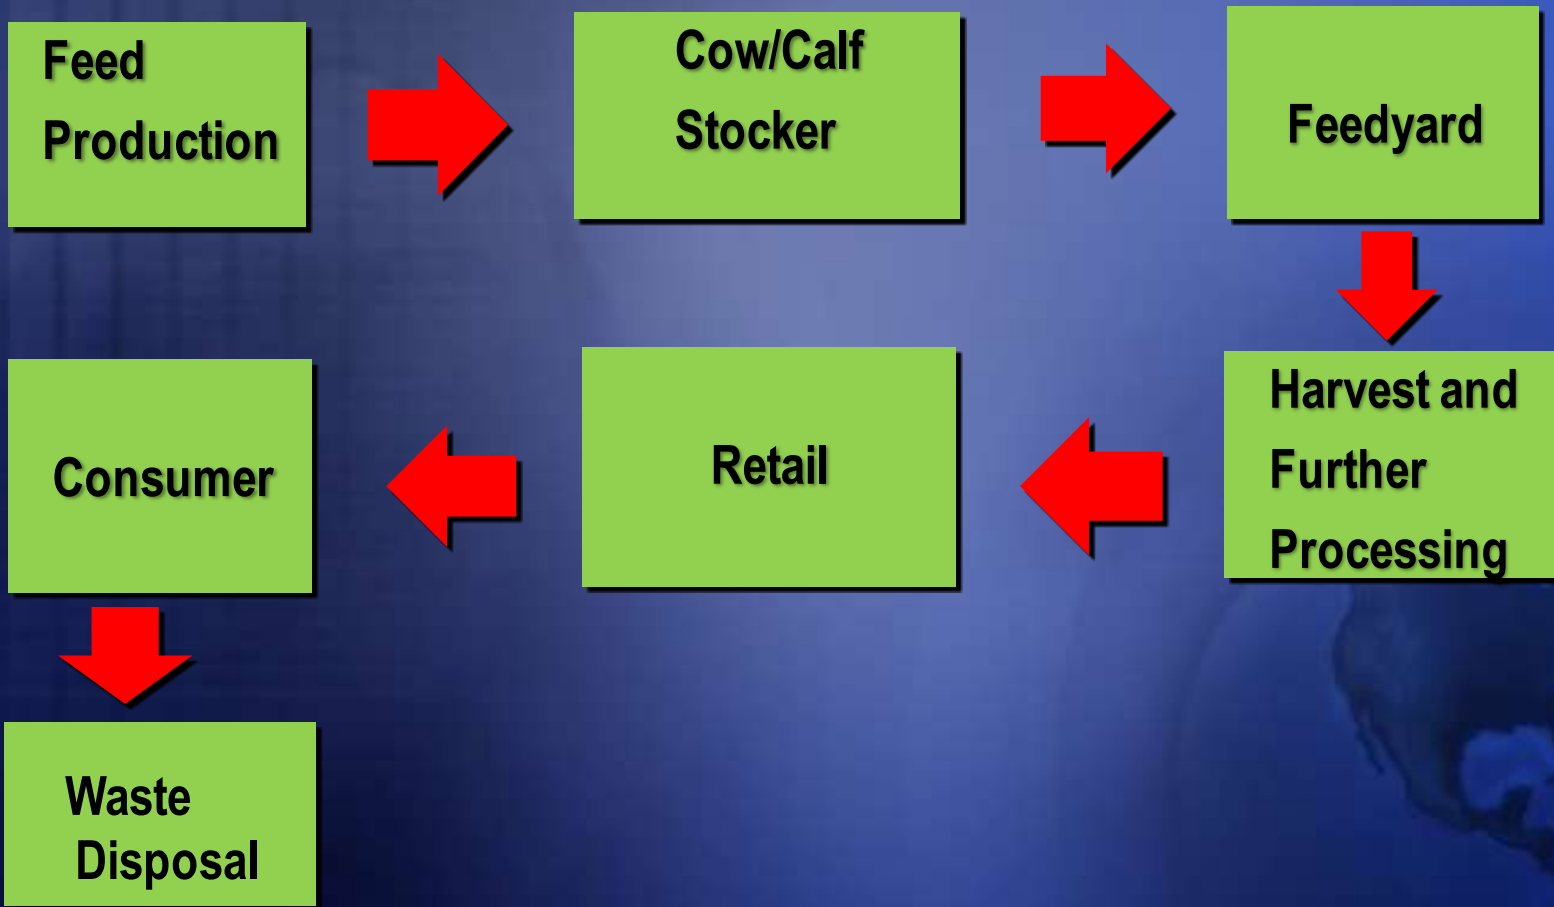 Feed
Production
Cow/Calf
Stocker
Feedyard
Harvest and
Further
Processing
Retail
Consumer
Waste
Disposal